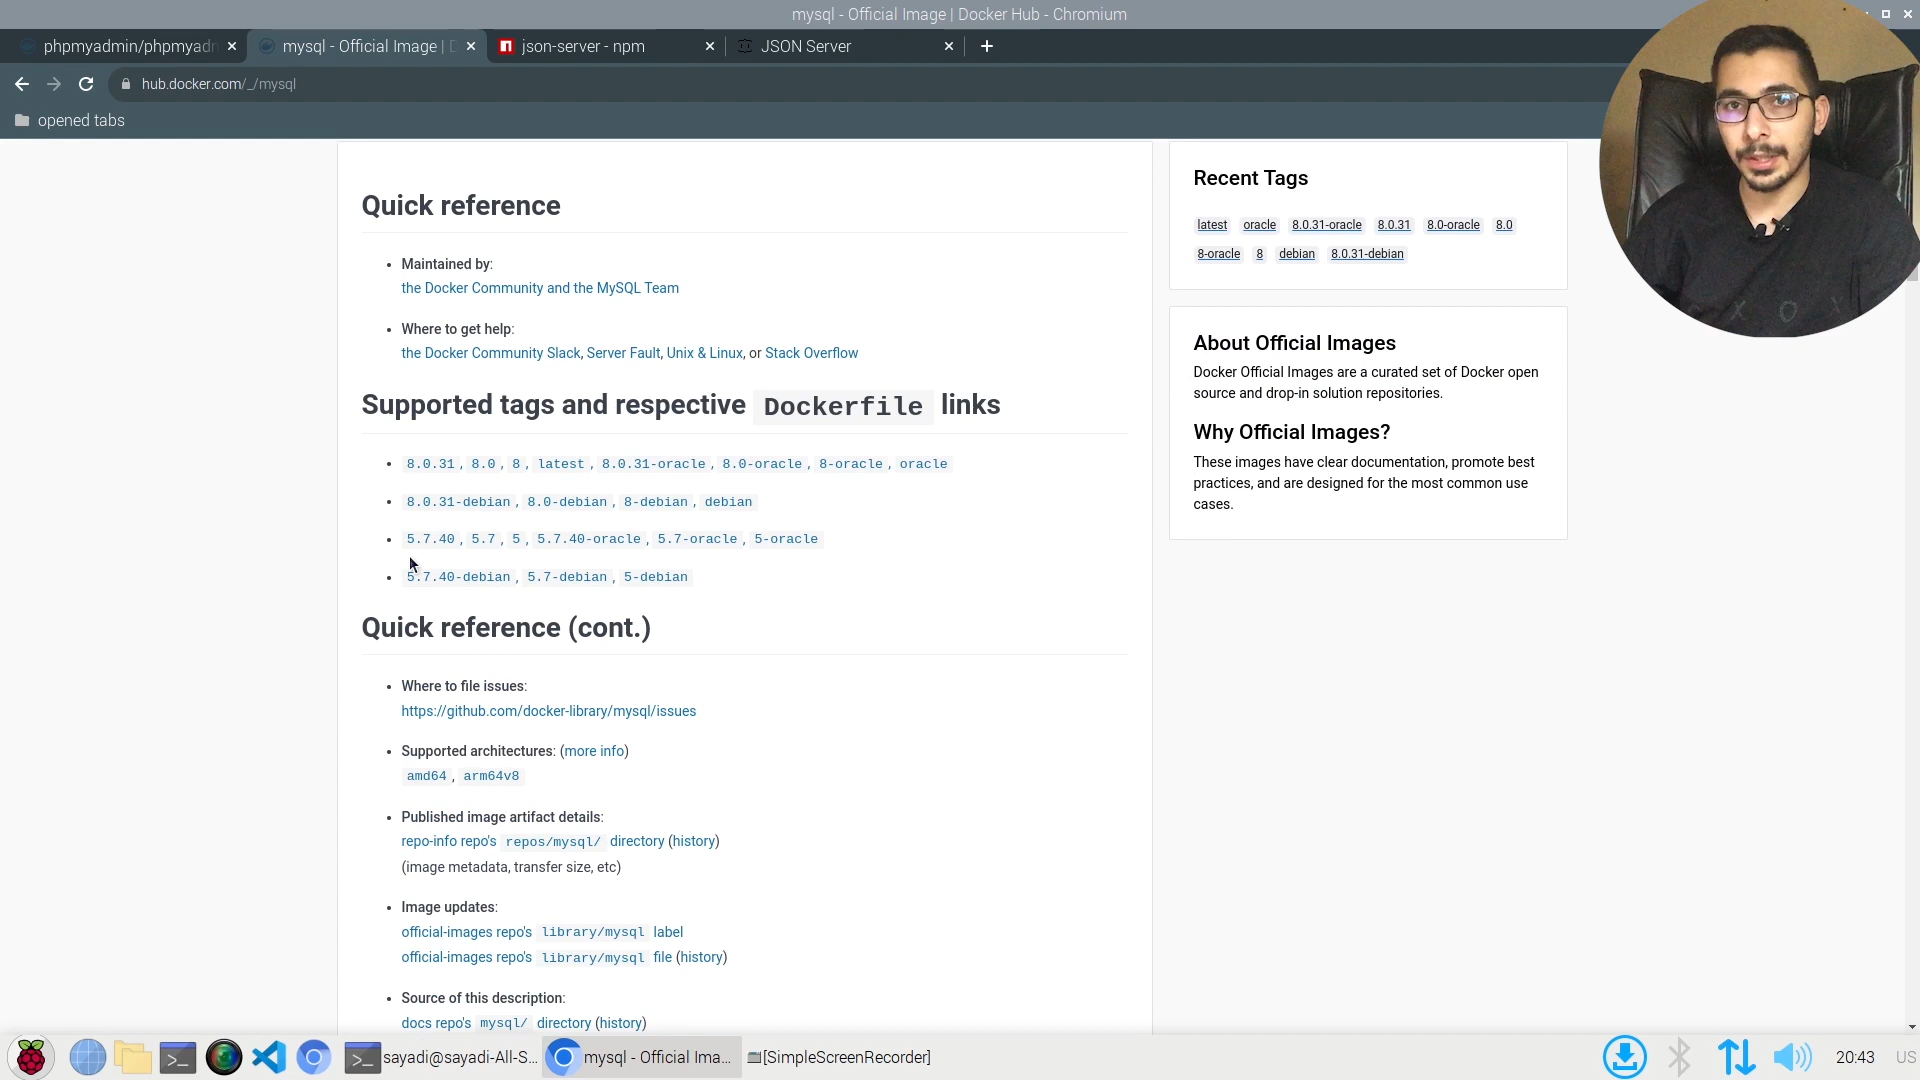 mysql - Official Image | Docker Hub - Chromium
phpmyadmin/phpmyadn
mysql - Official Image |
json-server - npm
JSON Server
hub.docker.com/_/mysql
opened tabs
Quick reference
Maintained by:
the Docker Community and the MySQL Team
Where to get help:
the Docker Community Slack, Server Fault, Unix & Linux, or Stack Overflow
Supported tags and respective Dockerfile links
8.0.31, 8.0, 8, latest, 8.0.31-oracle, 8.0-oracle, 8-oracle, oracle
8.0.31-debian, 8.0-debian, 8-debian, debian
5.7.40, 5.7, 5, 5.7.40-oracle, 5.7-oracle, 5-oracle
5.7.40-debian, 5.7-debian, 5-debian
Quick reference (cont.)
Where to file issues:
https://github.com/docker-library/mysql/issues
Supported architectures: (more info)
amd64, arm64v8
Published image artifact details:
repo-info repo's repos/mysql/ directory (history)
(image metadata, transfer size, etc)
Image updates:
official-images repo's library/mysql label
official-images repo's library/mysql file (history)
Source of this description:
docs repo's mysql/ directory (history)
Recent Tags
latest oracle 8.0.31-oracle 8.0.31 8.0-oracle 8.0
8-oracle 8 debian 8.0.31-debian
About Official Images
Docker Official Images are a curated set of Docker open
source and drop-in solution repositories.
Why Official Images?
These images have clear documentation, promote best
practices, and are designed for the most common use
cases.
X O X
sayadi@sayadi-All-S...
mysql - Official Ima...
[SimpleScreenRecorder]
20:43
US